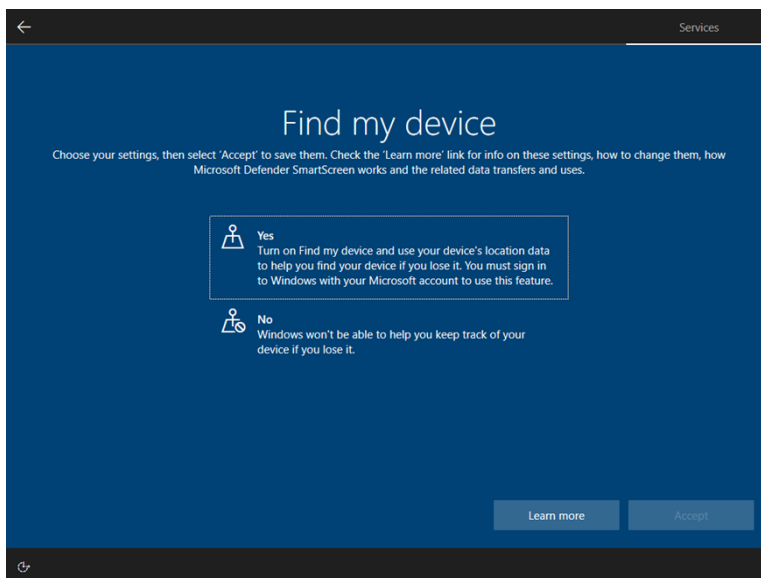 Services
Find my device
Choose your settings, then select 'Accept' to save them. Check the 'Learn more' link for info on these settings, how to change them, how
Microsoft Defender SmartScreen works and the related data transfers and uses.
Yes
Turn on Find my device and use your device's location data
to help you find your device if you lose it. You must sign in
to Windows with your Microsoft account to use this feature.
No
Windows won't be able to help you keep track of your
device if you lose it.
Learn more
Accept